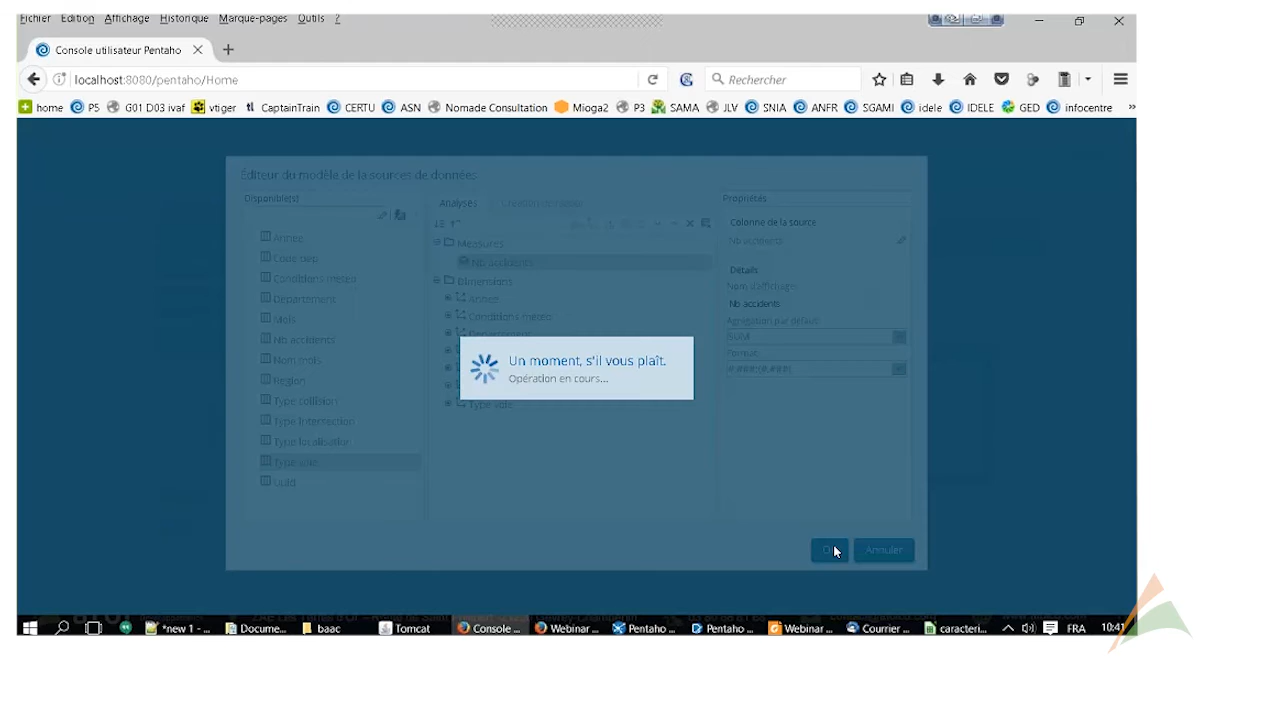 Fichier Edition Affichage Historique Marque-pages Outils ?
Console utilisateur Pentaho
localhost:8080/pentaho/Home
Rechercher
home P5 G01 D03 ivaf vtiger CaptainTrain CERTU ASN Nomade Consultation Mioga2 P3 SAMA JLV SNIA ANFR SGAMI idele IDELE GED infocentre »
Éditeur du modèle de la sources de données
Disponible(s)
Annee
Code dep
Conditions meteo
Departement
Mois
Nb accidents
Nom mois
Region
Type collision
Type intersection
Type localisation
Type voie
Uuid
Analyses
Measures
Nb accidents
Dimensions
Annee
Conditions meteo
Departement
Type voie
Propriétés
Colonne de la source
Nb accidents
Détails
Nom d'affichage:
Nb accidents
Agrégation par défaut:
SUM
Format:
Un moment, s'il vous plaît.
Opération en cours...
Annuler
*new 1 - ... Docume... baac Tomcat Console ... Webinar ... Pentaho ... Pentaho ... Webinar ... Courrier ... caracteri... FRA 10:41